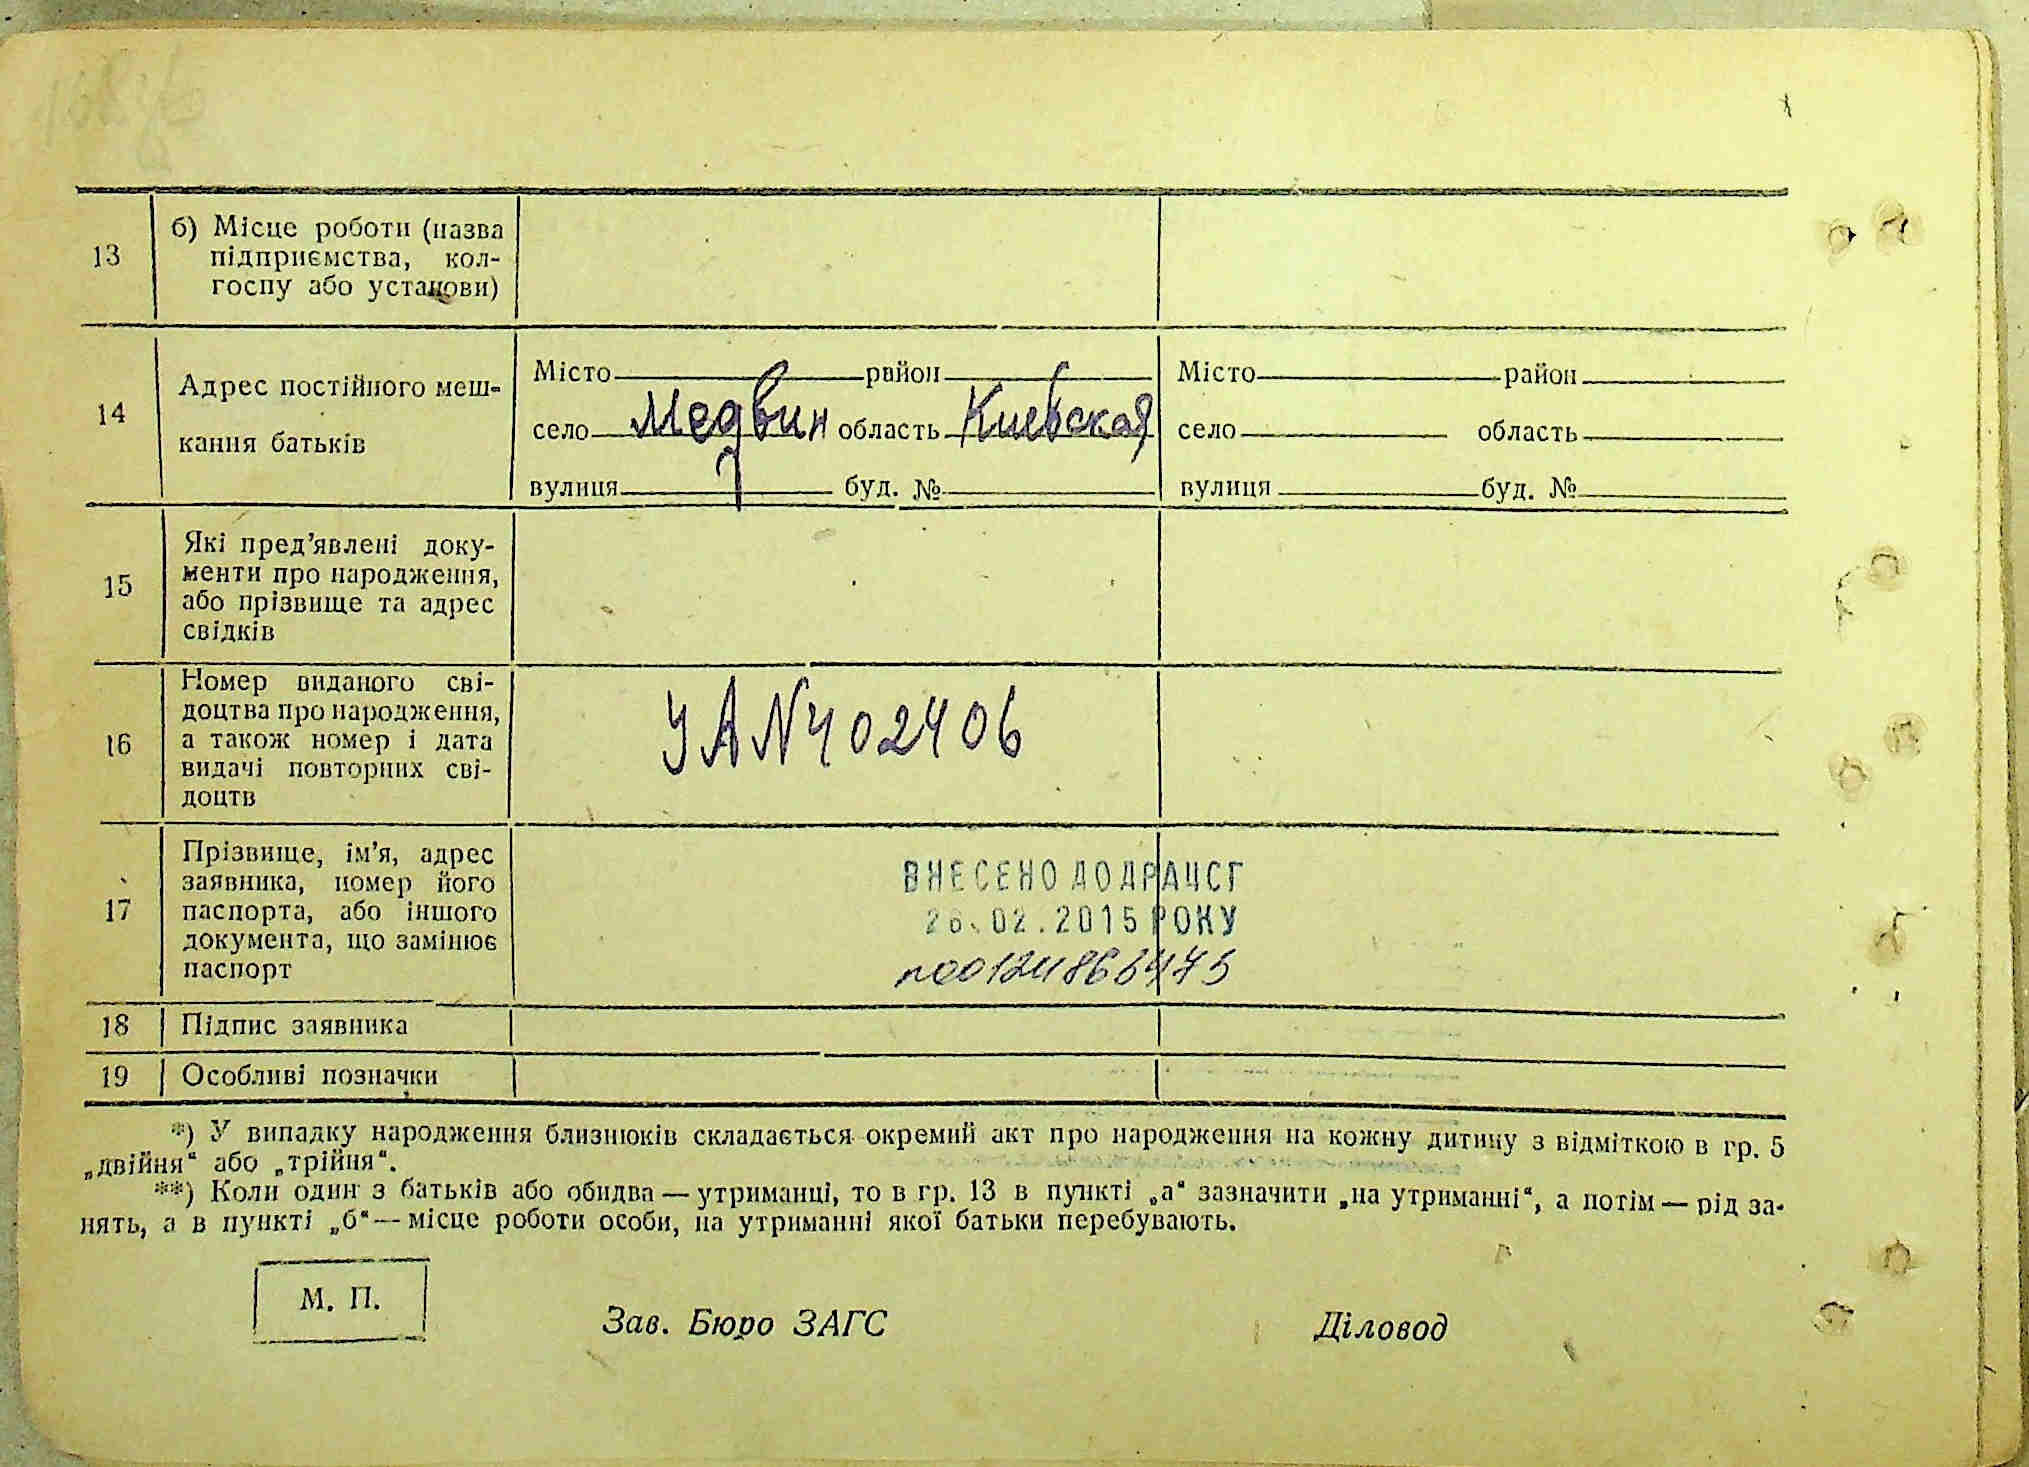 13
б) Місце роботи (назва
підприємства, кол-
госпу або установи)
14
Адрес постійного меш-
кання батьків
Місто район
село Медвин область Киевская
вулиця буд. №
Місто район
село область
вулиця буд. №
15
Які пред’явлені доку-
менти про народження,
або прізвище та адрес
свідків
16
Номер виданого сві-
доцтва про народження,
а також номер і дата
видачі повторних сві-
доцтв
УА № 402406
17
Прізвище, ім’я, адрес
заявника, номер його
паспорта, або іншого
документа, що замінює
паспорт
ВНЕСЕНО ДО ДРАЦСГ
26.02.2015 РОКУ
18 Підпис заявника
19 Особливі позначки
*) У випадку народження близнюків складається окремий акт про народження на кожну дитину з відміткою в гр. 5
„двійня“ або „трійня“.
**) Коли один з батьків або обидва — утриманці, то в гр. 13 в пункті „а“ зазначити „на утриманні“, а потім — рід за-
нять, а в пункті „б“ — місце роботи особи, на утриманні якої батьки перебувають.
М. П.
Зав. Бюро ЗАГС
Діловод